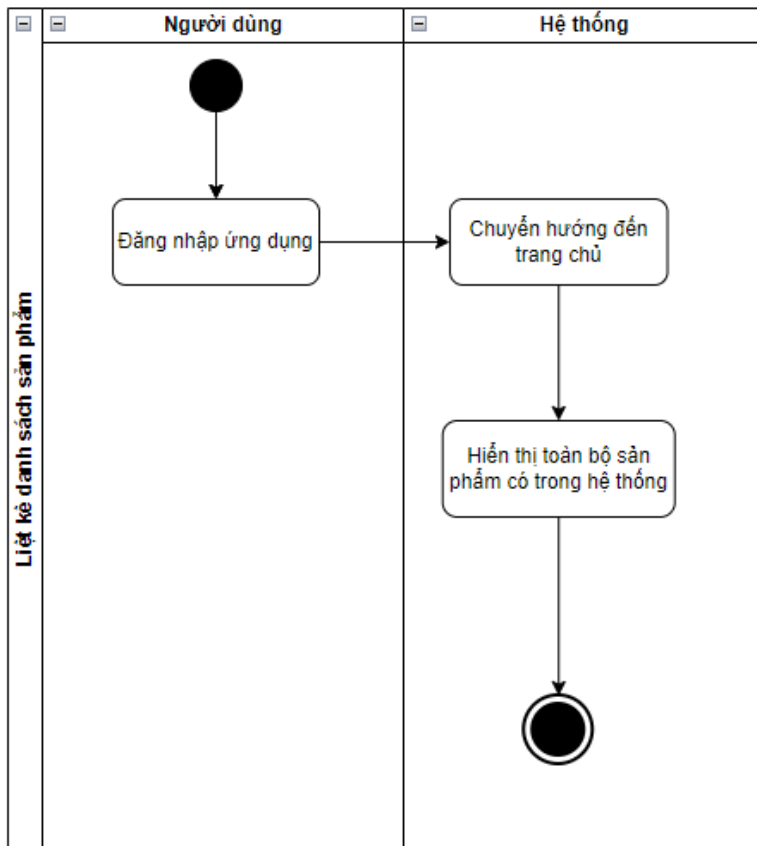 Người dùng
Hệ thống
Liệt kê danh sách sản phẩm
Đăng nhập ứng dụng
Chuyển hướng đến
trang chủ
Hiển thị toàn bộ sản
phẩm có trong hệ thống